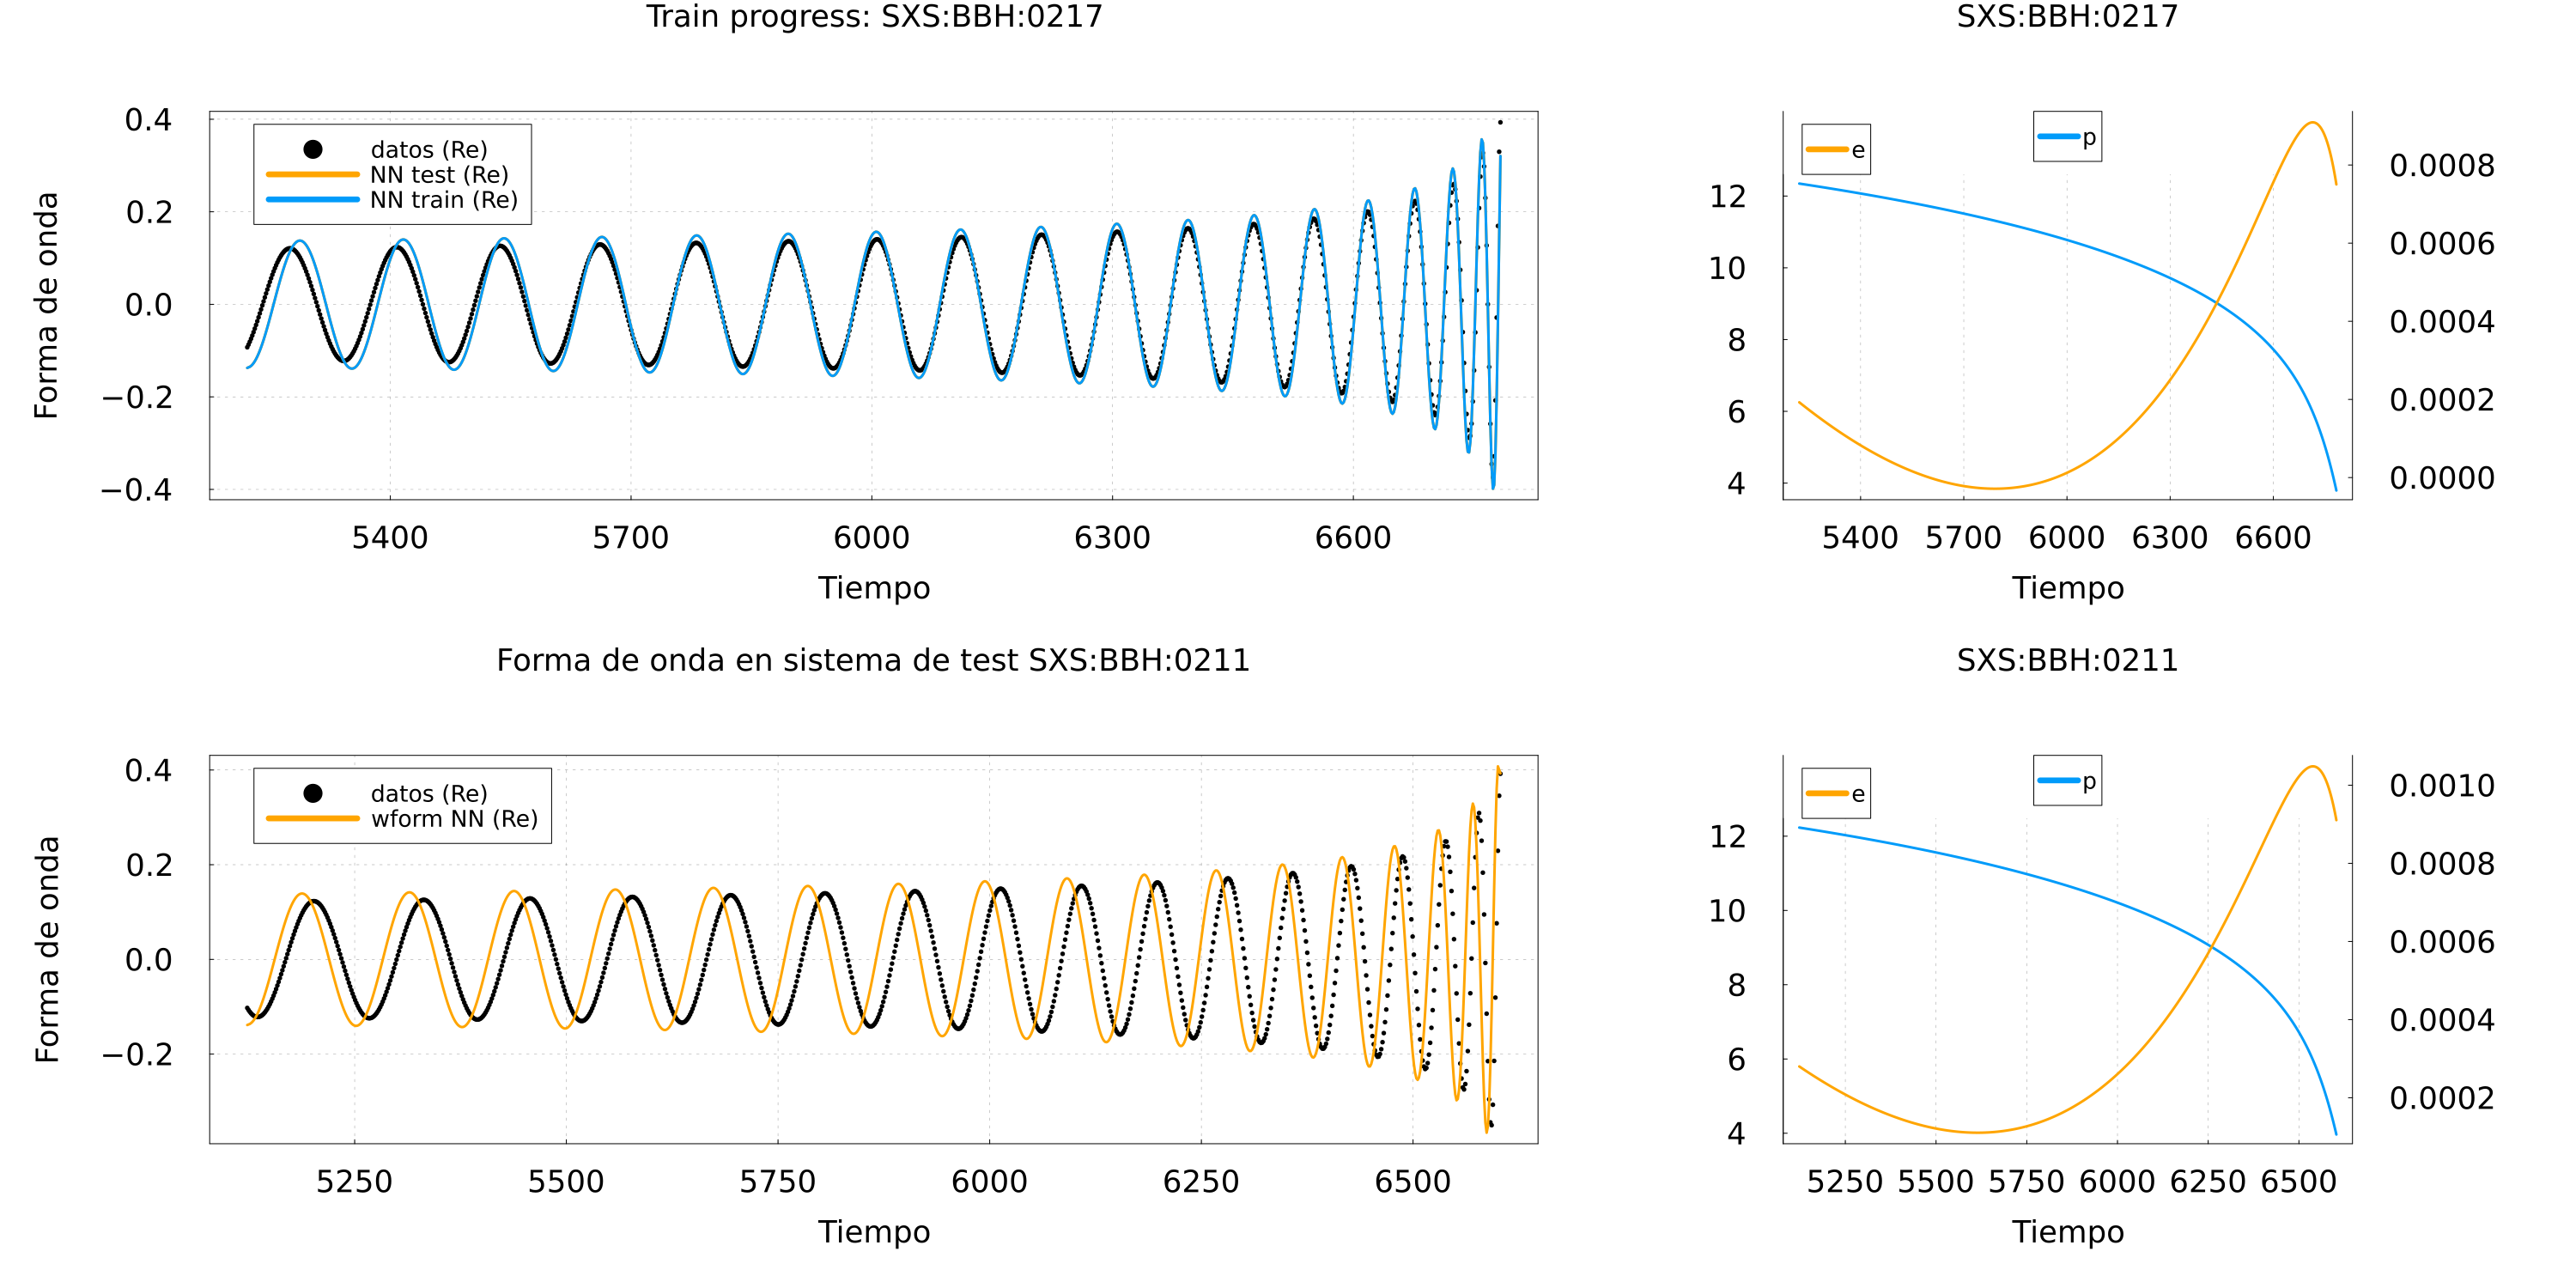 Train progress: SXS:BBH:0217
Forma de onda
0.4
0.2
0.0
−0.2
−0.4
datos (Re)
NN test (Re)
NN train (Re)
5400 5700 6000 6300 6600
Tiempo
SXS:BBH:0217
12
10
8
6
4
e
p
0.0008
0.0006
0.0004
0.0002
0.0000
5400 5700 6000 6300 6600
Tiempo
Forma de onda en sistema de test SXS:BBH:0211
Forma de onda
0.4
0.2
0.0
−0.2
datos (Re)
wform NN (Re)
5250 5500 5750 6000 6250 6500
Tiempo
SXS:BBH:0211
12
10
8
6
4
e
p
0.0010
0.0008
0.0006
0.0004
0.0002
5250 5500 5750 6000 6250 6500
Tiempo